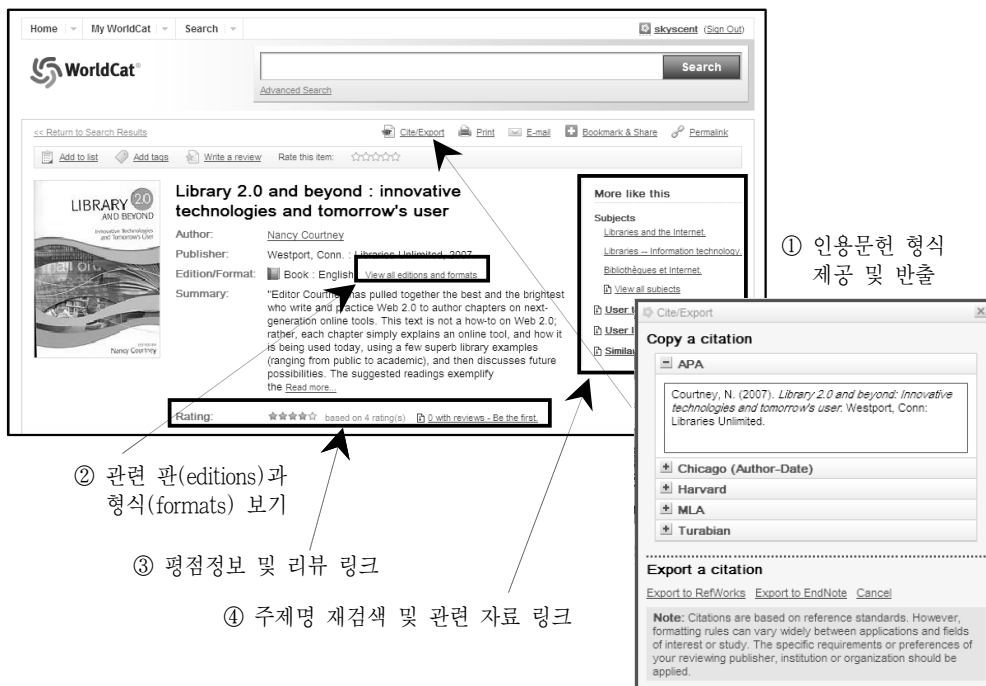 Home My WorldCat Search skyscent (Sign Out)
WorldCat®
Search
Advanced Search
<< Return to Search Results Cite/Export Print E-mail Bookmark & Share Permalink
Add to list Add tags Write a review Rate this item:
LIBRARY 2.0
AND BEYOND
Innovative Technologies
and Tomorrow's User
Nancy Courtney
Library 2.0 and beyond : innovative
technologies and tomorrow's user
Author: Nancy Courtney
Publisher: Westport, Conn. : Libraries Unlimited, 2007.
Edition/Format: Book : English View all editions and formats
Summary: "Editor Courtney has pulled together the best and the brightest
who write and practice Web 2.0 to author chapters on next-
generation online tools. This text is not a how-to on Web 2.0;
rather, each chapter simply explains an online tool, and how it
is being used today, using a few superb library examples
(ranging from public to academic), and then discusses future
possibilities. The suggested readings exemplify
the Read more...
Rating: based on 4 rating(s) 0 with reviews - Be the first.
More like this
Subjects
Libraries and the Internet.
Libraries -- Information technology.
Bibliothèques et Internet.
View all subjects
User
User
① 인용문헌 형식
제공 및 반출
② 관련 판(editions)과
형식(formats) 보기
③ 평점정보 및 리뷰 링크
④ 주제명 재검색 및 관련 자료 링크
Cite/Export
Copy a citation
APA
Courtney, N. (2007). Library 2.0 and beyond: Innovative
technologies and tomorrow's user. Westport, Conn:
Libraries Unlimited.
Chicago (Author-Date)
Harvard
MLA
Turabian
Export a citation
Export to RefWorks Export to EndNote Cancel
Note: Citations are based on reference standards. However,
formatting rules can vary widely between applications and fields
of interest or study. The specific requirements or preferences of
your reviewing publisher, institution or organization should be
applied.